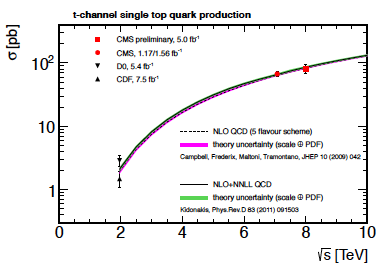 t-channel single top quark production
σ [pb]
CMS preliminary, 5.0 fb⁻¹
CMS, 1.17/1.56 fb⁻¹
D0, 5.4 fb⁻¹
CDF, 7.5 fb⁻¹
10²
10
1
NLO QCD (5 flavour scheme)
theory uncertainty (scale ⊕ PDF)
Campbell, Frederix, Maltoni, Tramontano, JHEP 10 (2009) 042
NLO+NNLL QCD
theory uncertainty (scale ⊕ PDF)
Kidonakis, Phys.Rev.D 83 (2011) 091503
0 2 4 6 8 10
√s [TeV]